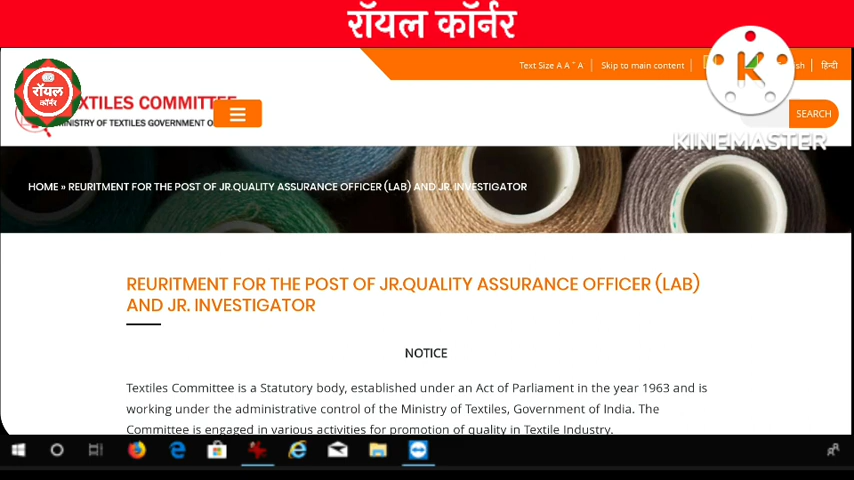 रॉयल कॉर्नर
Text Size A A + A Skip to main content हिन्दी
रॉयल
कॉर्नर
TEXTILES COMMITTEE
MINISTRY OF TEXTILES GOVERNMENT
SEARCH
K
KINEMASTER
HOME » REURITMENT FOR THE POST OF JR.QUALITY ASSURANCE OFFICER (LAB) AND JR. INVESTIGATOR
REURITMENT FOR THE POST OF JR.QUALITY ASSURANCE OFFICER (LAB)
AND JR. INVESTIGATOR
NOTICE
Textiles Committee is a Statutory body, established under an Act of Parliament in the year 1963 and is
working under the administrative control of the Ministry of Textiles, Government of India. The
Committee is engaged in various activities for promotion of quality in Textile Industry.